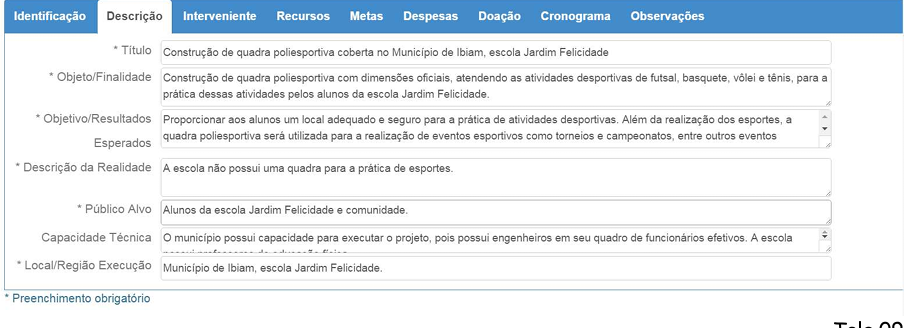 Identificação Descrição Interveniente Recursos Metas Despesas Doação Cronograma Observações
* Título Construção de quadra poliesportiva coberta no Município de Ibiam, escola Jardim Felicidade
* Objeto/Finalidade Construção de quadra poliesportiva com dimensões oficiais, atendendo as atividades desportivas de futsal, basquete, vôlei e tênis, para a
prática dessas atividades pelos alunos da escola Jardim Felicidade.
* Objetivo/Resultados Proporcionar aos alunos um local adequado e seguro para a prática de atividades desportivas. Além da realização dos esportes, a
Esperados quadra poliesportiva será utilizada para a realização de eventos esportivos como torneios e campeonatos, entre outros eventos
* Descrição da Realidade A escola não possui uma quadra para a prática de esportes.
* Público Alvo Alunos da escola Jardim Felicidade e comunidade.
Capacidade Técnica O município possui capacidade para executar o projeto, pois possui engenheiros em seu quadro de funcionários efetivos. A escola
* Local/Região Execução Município de Ibiam, escola Jardim Felicidade.
* Preenchimento obrigatório